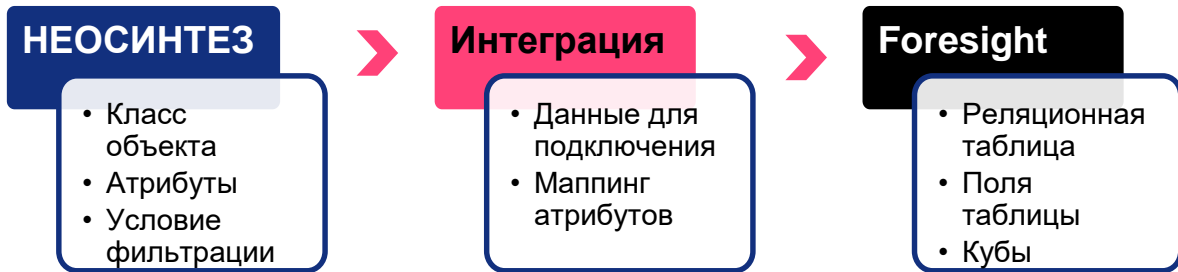 НЕОСИНТЕЗ
• Класс
объекта
• Атрибуты
• Условие
фильтрации
Интеграция
• Данные для
подключения
• Маппинг
атрибутов
Foresight
• Реляционная
таблица
• Поля
таблицы
• Кубы